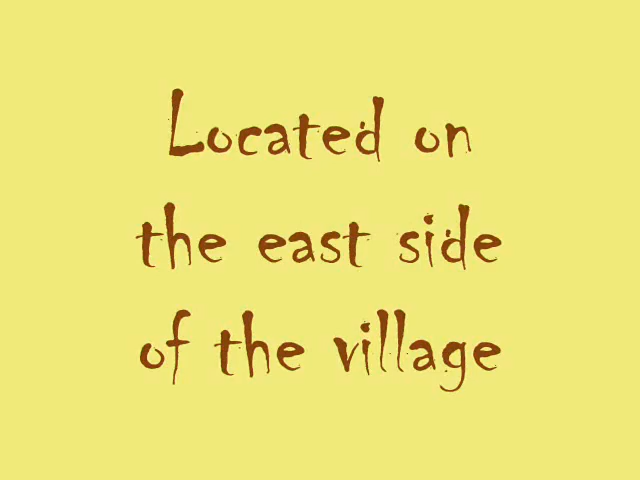 Located on
the east side
of the village